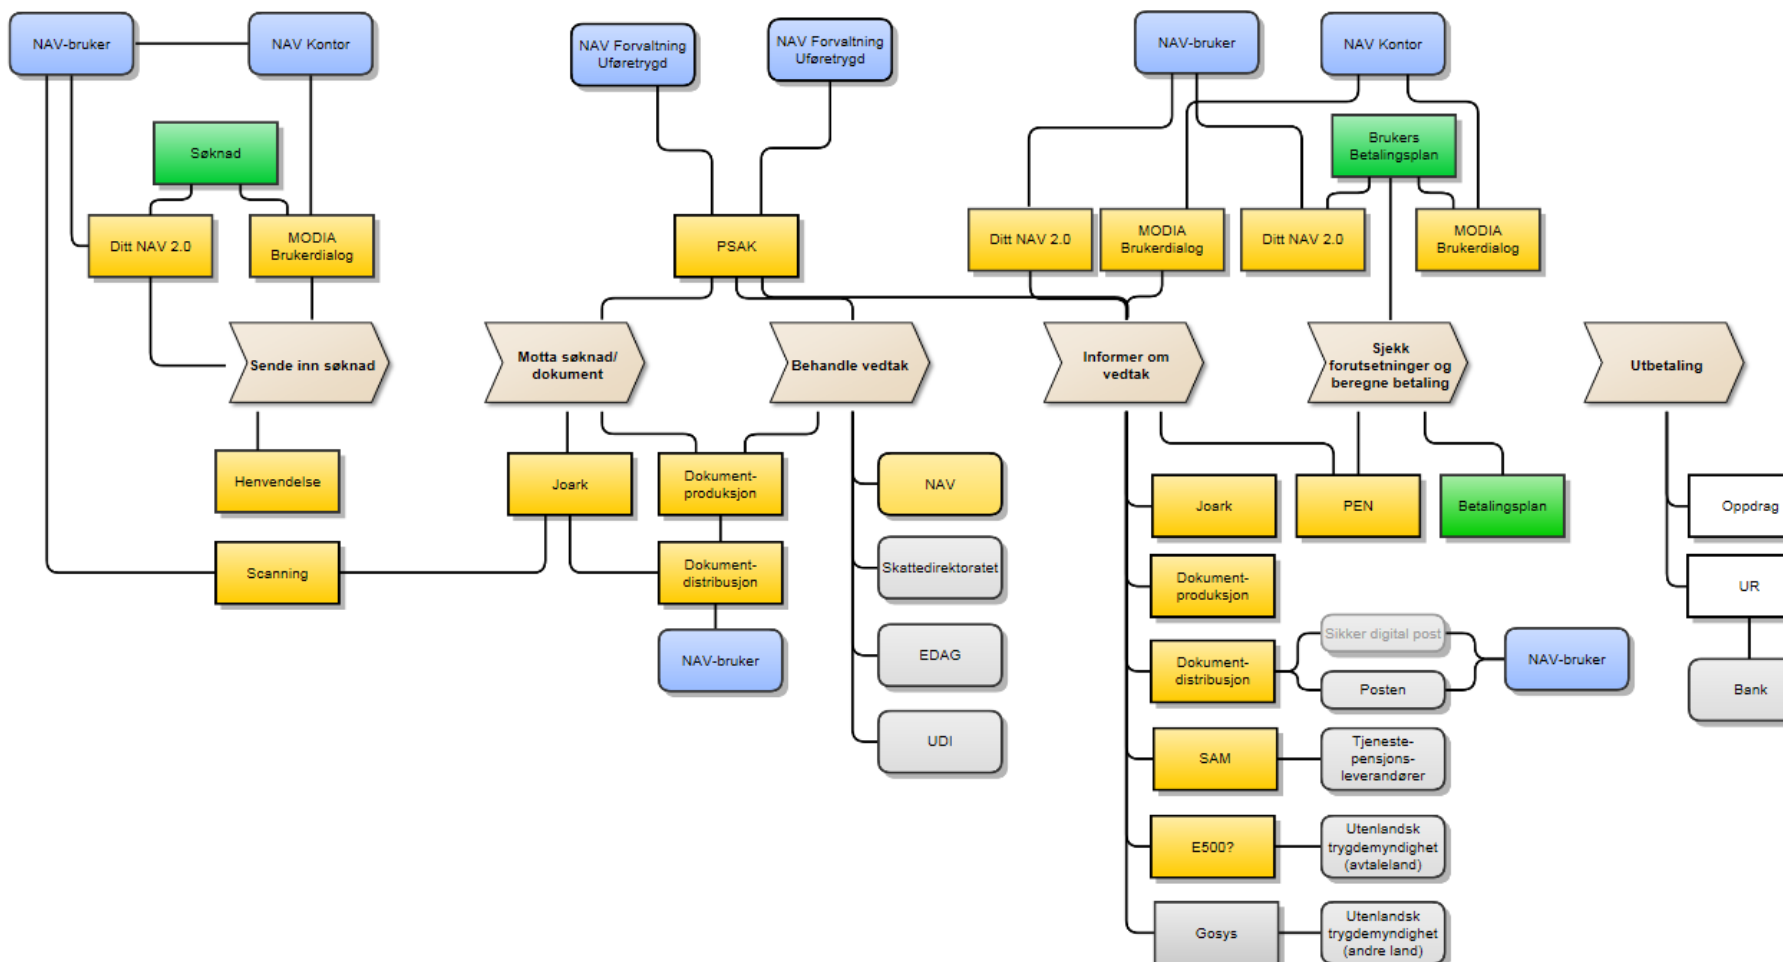 NAV-bruker
NAV Kontor
NAV Forvaltning
Uføretrygd
NAV Forvaltning
Uføretrygd
NAV-bruker
NAV Kontor
Søknad
Brukers
Betalingsplan
Ditt NAV 2.0
MODIA
Brukerdialog
PSAK
Ditt NAV 2.0
MODIA
Brukerdialog
Ditt NAV 2.0
MODIA
Brukerdialog
Sende inn søknad
Motta søknad/
dokument
Behandle vedtak
Informer om
vedtak
Sjekk
forutsetninger og
beregne betaling
Utbetaling
Henvendelse
Joark
Dokument-
produksjon
NAV
Joark
PEN
Betalingsplan
Oppdrag
Scanning
Dokument-
distribusjon
Skattedirektoratet
Dokument-
produksjon
UR
NAV-bruker
EDAG
Dokument-
distribusjon
Sikker digital post
Posten
NAV-bruker
Bank
UDI
SAM
Tjeneste-
pensjons-
leverandører
E500?
Utenlandsk
trygdemyndighet
(avtaleland)
Gosys
Utenlandsk
trygdemyndighet
(andre land)